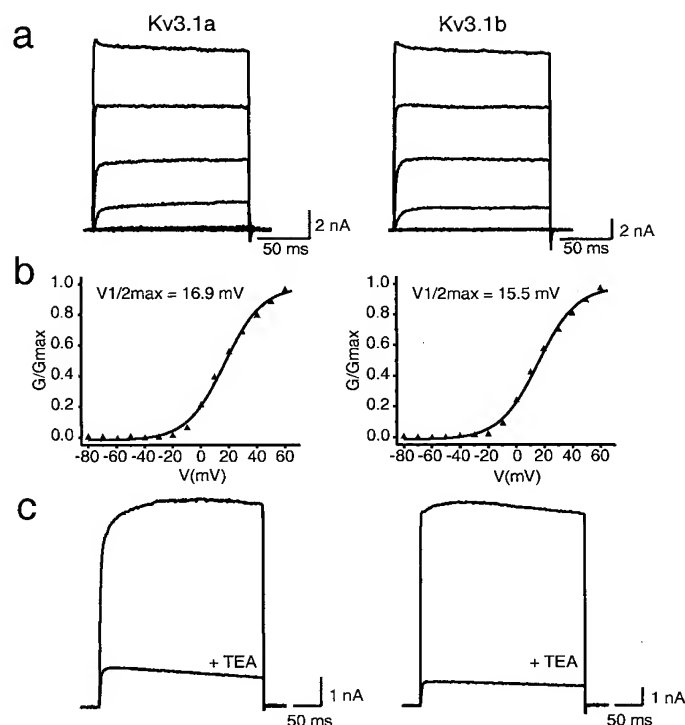 a
Kv3.1a
Kv3.1b
2 nA
50 ms
2 nA
50 ms
b
V1/2max = 16.9 mV
G/Gmax
1.0
0.8
0.6
0.4
0.2
0.0
-80 -60 -40 -20 0 20 40 60
V(mV)
V1/2max = 15.5 mV
G/Gmax
1.0
0.8
0.6
0.4
0.2
0.0
-80 -60 -40 -20 0 20 40 60
V(mV)
c
+ TEA
1 nA
50 ms
+ TEA
1 nA
50 ms